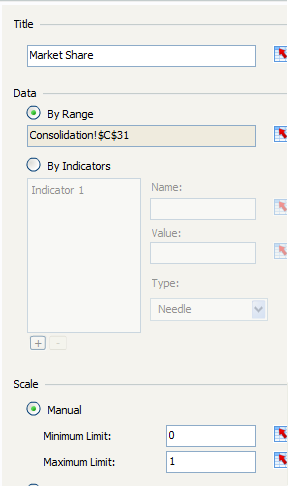 Title
Market Share
Data
By Range
Consolidation!$C$31
By Indicators
Indicator 1
Name:
Value:
Type:
Needle
+ -
Scale
Manual
Minimum Limit: 0
Maximum Limit: 1